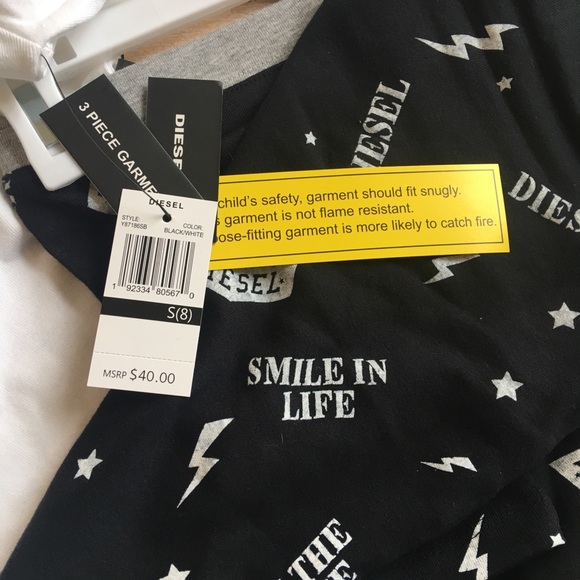 3 PIECE GARME
DIESEL
DIESEL
STYLE: COLOR:
Y87186SB BLACK/WHITE
1 92334 80567 0
S(8)
MSRP $40.00
child's safety, garment should fit snugly.
garment is not flame resistant.
ose-fitting garment is more likely to catch fire.
DIESEL
DIESE
IESEL
SMILE IN
LIFE
THE